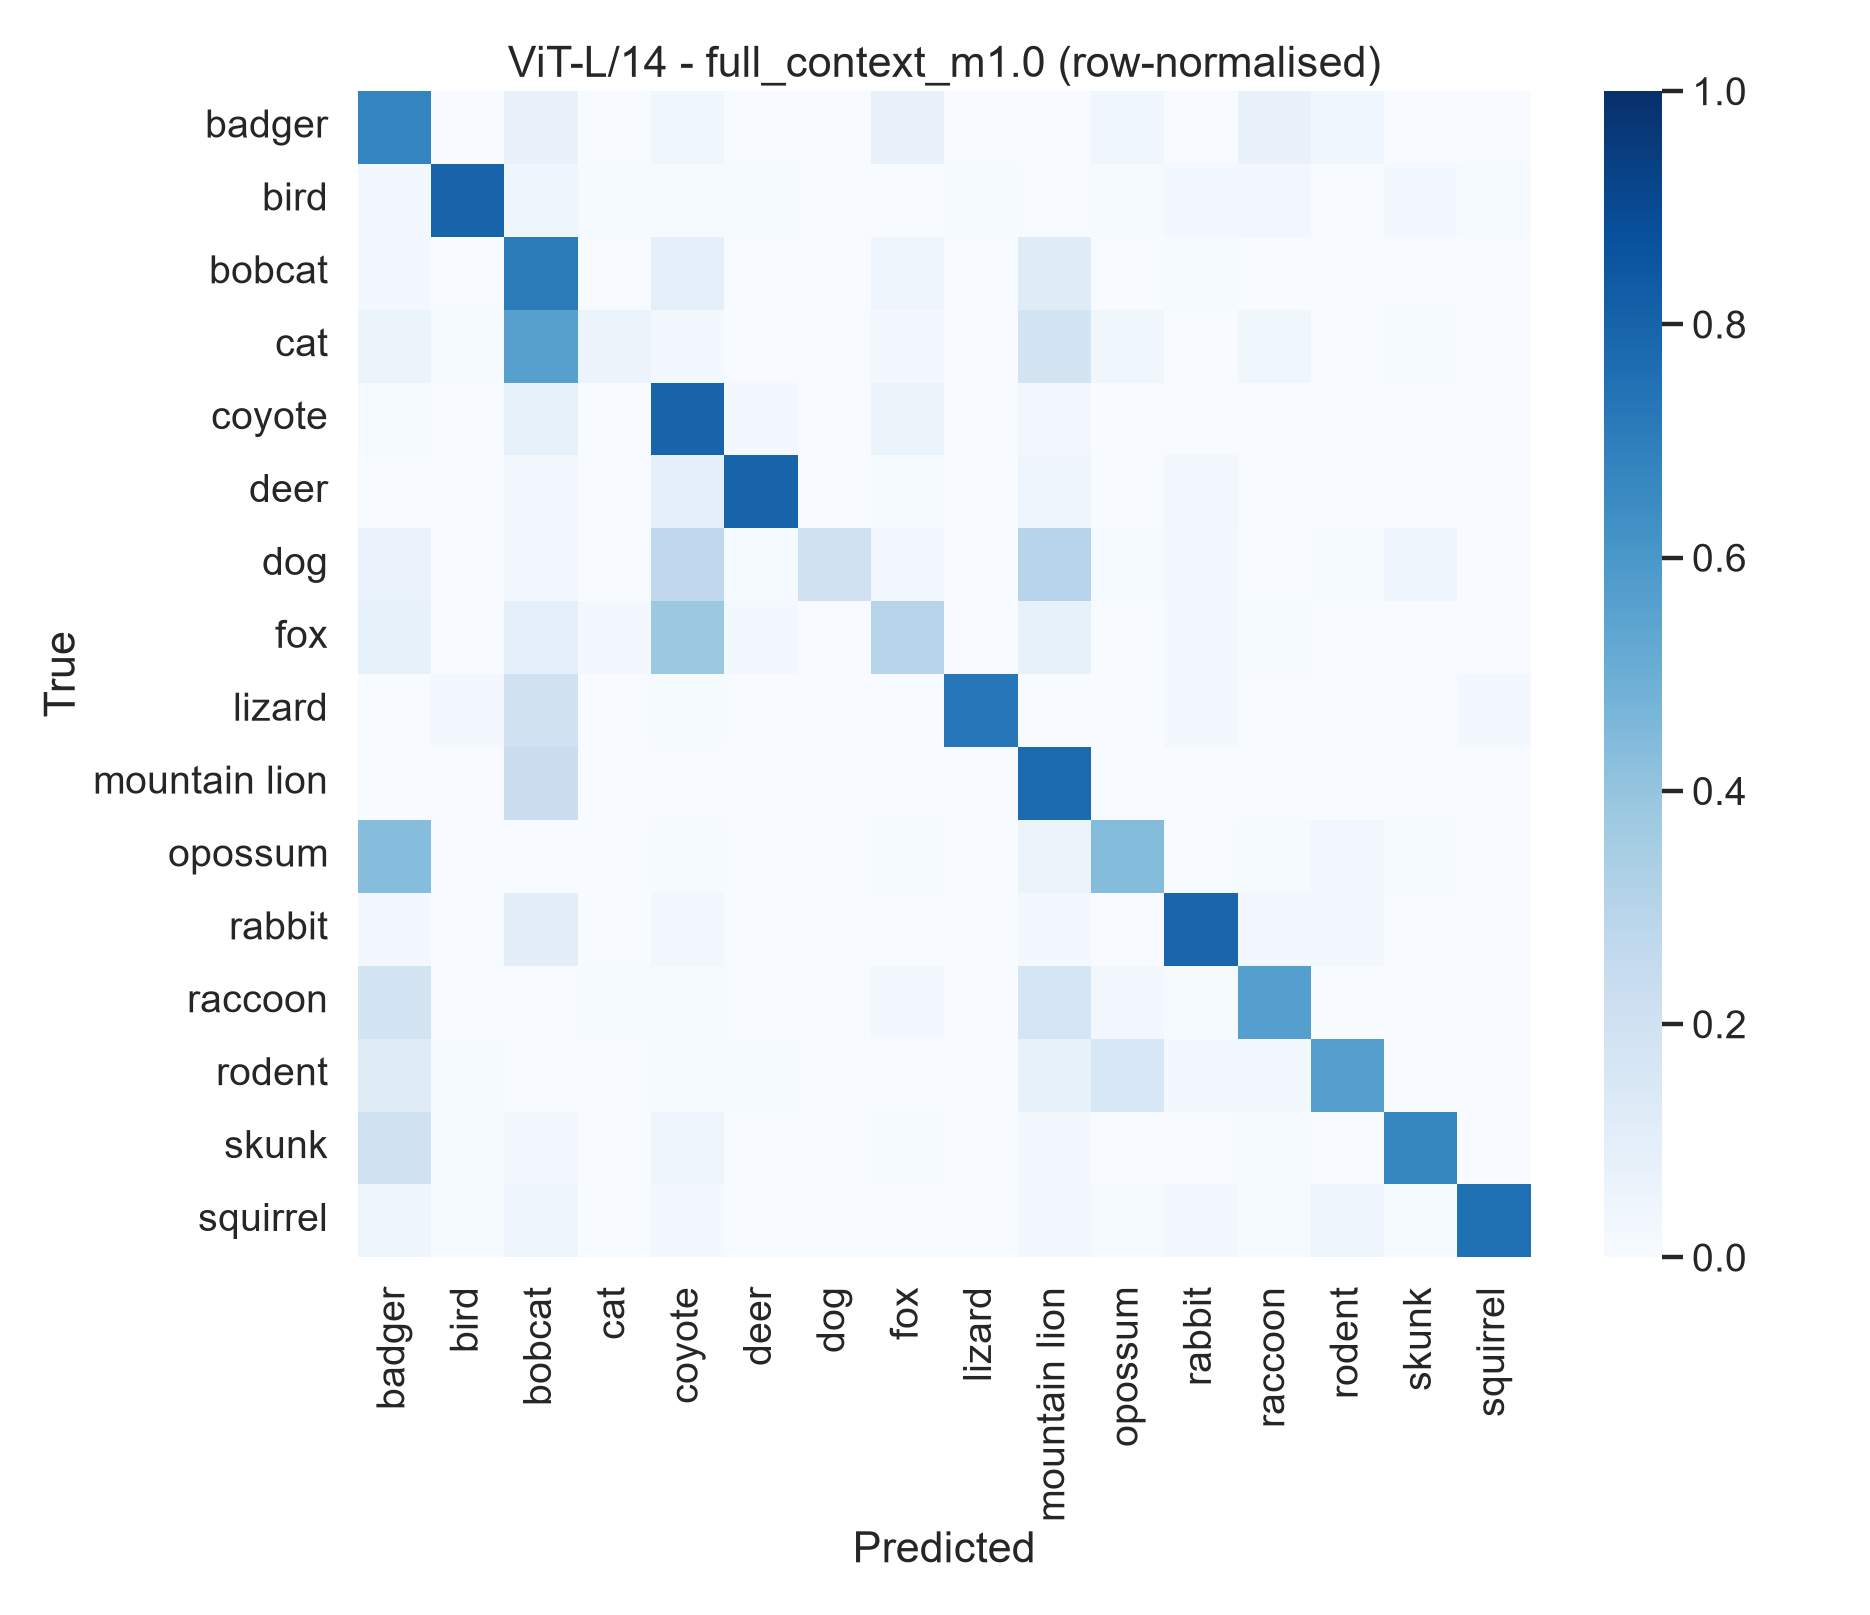 ViT-L/14 - full_context_m1.0 (row-normalised)
badger
bird
bobcat
cat
coyote
deer
dog
fox
lizard
mountain lion
opossum
rabbit
raccoon
rodent
skunk
squirrel
True
badger
bird
bobcat
cat
coyote
deer
dog
fox
lizard
mountain lion
opossum
rabbit
raccoon
rodent
skunk
squirrel
Predicted
1.0
0.8
0.6
0.4
0.2
0.0